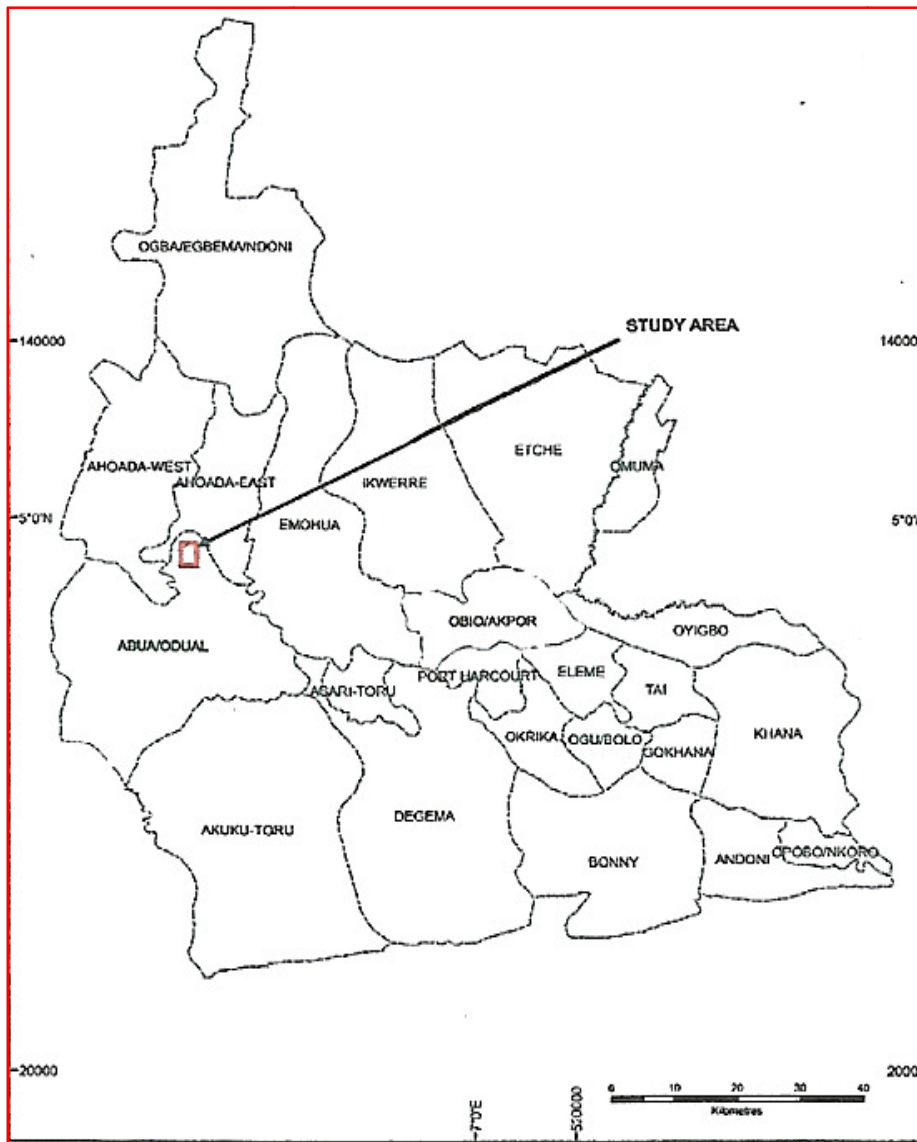 OGBA/EGBEMA/NDONI
STUDY AREA
140000
14000
AHOADA-WEST
AHOADA-EAST
IKWERRE
ETCHE
OMUMA
5°0'N
5°0'
EMOHUA
OBIO/AKPOR
OYIGBO
ABUA/ODUAL
ASARI-TORU
PORT HARCOURT
ELEME
TAI
KHANA
OKRIKA
OGU/BOLO
GOKHANA
AKUKU-TORU
DEGEMA
BONNY
ANDONI
OPOBO/NKORO
20000
2000
0 10 20 30 40
Kilometres
7°0'E
520000